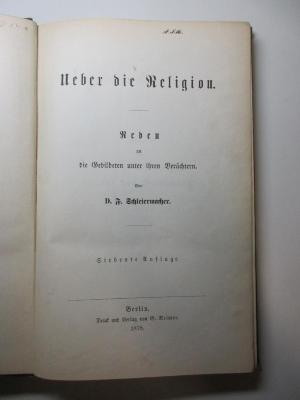 Ueber die Religion.
Reden
an
die Gebildeten unter ihren Verächtern.
Von
D. F. Schleiermacher.
Siebente Auflage
Berlin.
Druck und Verlag von G. Reimer.
1878.